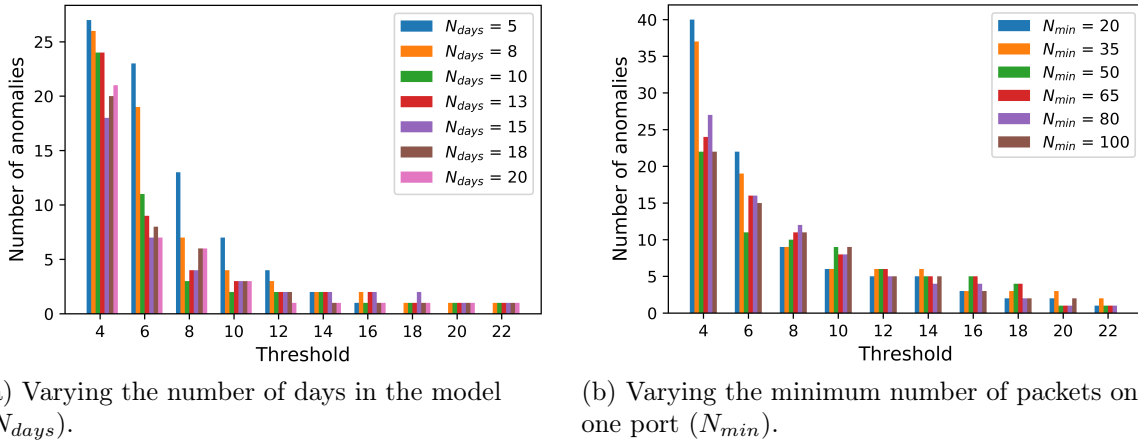 25
20
15
10
5
0
Number of anomalies
4 6 8 10 12 14 16 18 20 22
Threshold
N_days = 5
N_days = 8
N_days = 10
N_days = 13
N_days = 15
N_days = 18
N_days = 20
) Varying the number of days in the model
N_days).
40
35
30
25
20
15
10
5
0
Number of anomalies
4 6 8 10 12 14 16 18 20 22
Threshold
N_min = 20
N_min = 35
N_min = 50
N_min = 65
N_min = 80
N_min = 100
(b) Varying the minimum number of packets on
one port (N_min).